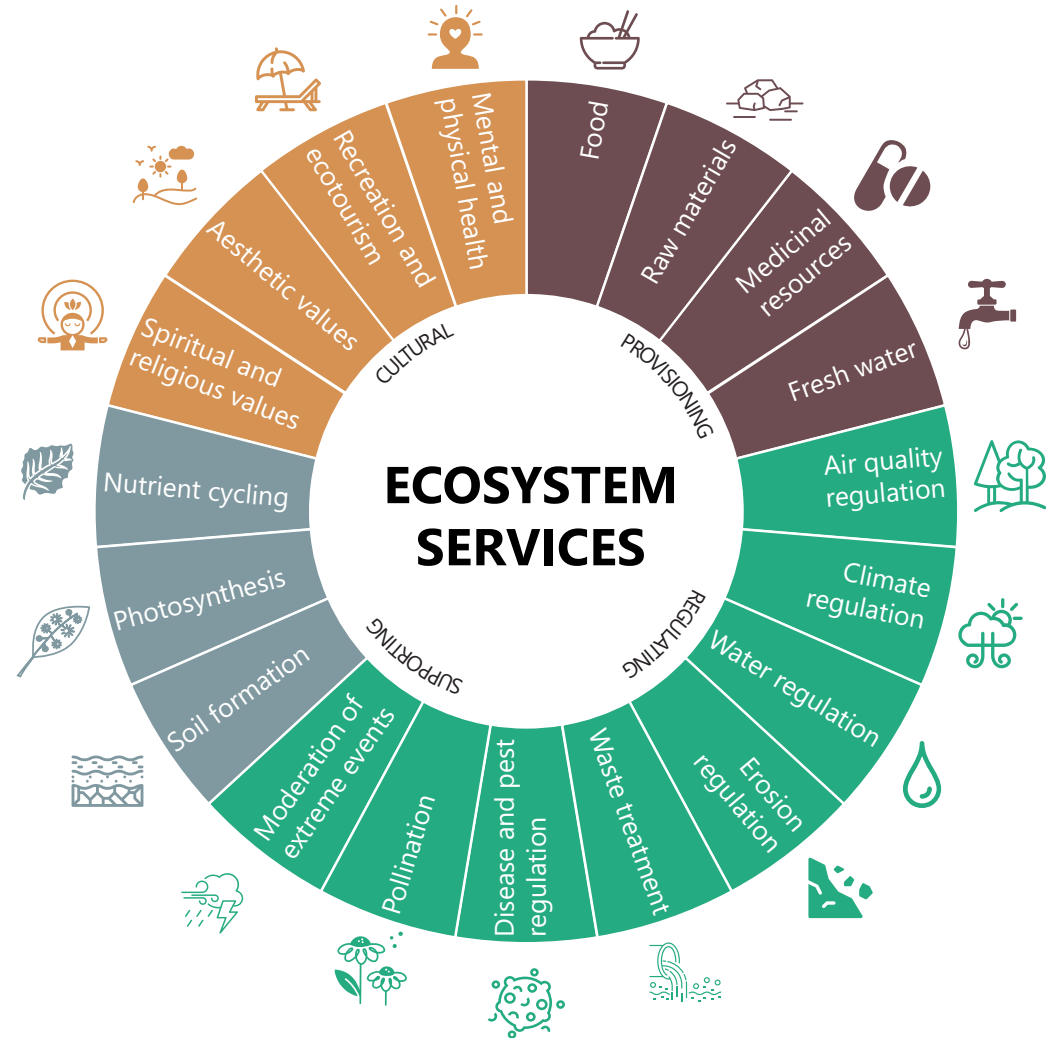 ECOSYSTEM
SERVICES
PROVISIONING
Food
Raw materials
Medicinal
resources
Fresh water
REGULATING
Air quality
regulation
Climate
regulation
Water regulation
Erosion
regulation
Waste treatment
Disease and pest
regulation
Pollination
Moderation of
extreme events
SUPPORTING
Soil formation
Photosynthesis
Nutrient cycling
CULTURAL
Spiritual and
religious values
Aesthetic values
Recreation and
ecotourism
Mental and
physical health